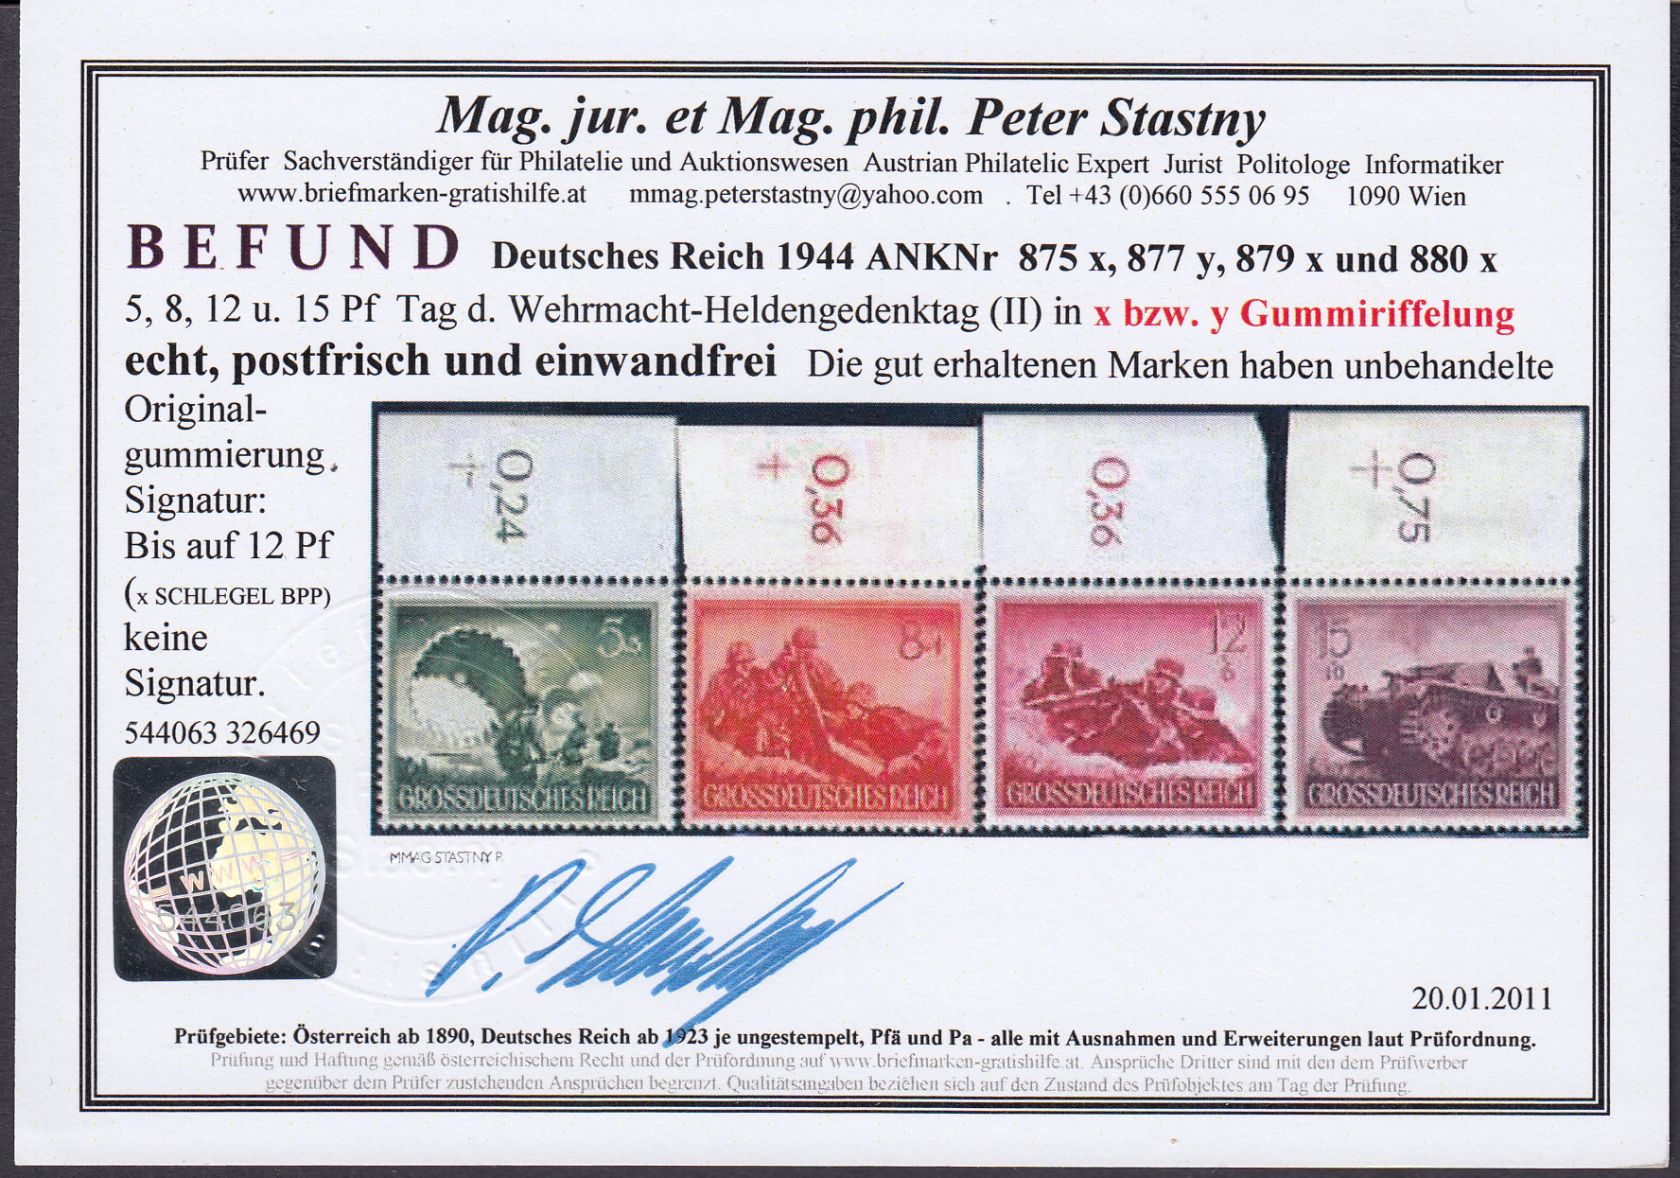 Mag. jur. et Mag. phil. Peter Stastny
Prüfer Sachverständiger für Philatelie und Auktionswesen Austrian Philatelic Expert Jurist Politologe Informatiker
www.briefmarken-gratishilfe.at mmag.peterstastny@yahoo.com . Tel +43 (0)660 555 06 95 1090 Wien
BEFUND Deutsches Reich 1944 ANKNr 875 x, 877 y, 879 x und 880 x
5, 8, 12 u. 15 Pf Tag d. Wehrmacht-Heldengedenktag (II) in x bzw. y Gummiriffelung
echt, postfrisch und einwandfrei Die gut erhaltenen Marken haben unbehandelte
Original-
gummierung.
Signatur:
Bis auf 12 Pf
(x SCHLEGEL BPP)
keine
Signatur.
544063 326469
0,24
0,36
0,36
0,75
5+3
GROSSDEUTSCHES REICH
8+
GROSSDEUTSCHES REICH
12
8
GROSSDEUTSCHES REICH
15
10
GROSSDEUTSCHES REICH
WWW
544063
MMAG STASTNY P.
P. Stastny
20.01.2011
Prüfgebiete: Österreich ab 1890, Deutsches Reich ab 1923 je ungestempelt, Pfä und Pa - alle mit Ausnahmen und Erweiterungen laut Prüfordnung.
Prüfung und Haftung gemäß österreichischem Recht und der Prüfordnung auf www.briefmarken-gratishilfe.at. Ansprüche Dritter sind mit den dem Prüfwerber
gegenüber dem Prüfer zustehenden Ansprüchen begrenzt. Qualitätsangaben beziehen sich auf den Zustand des Prüfobjektes am Tag der Prüfung.